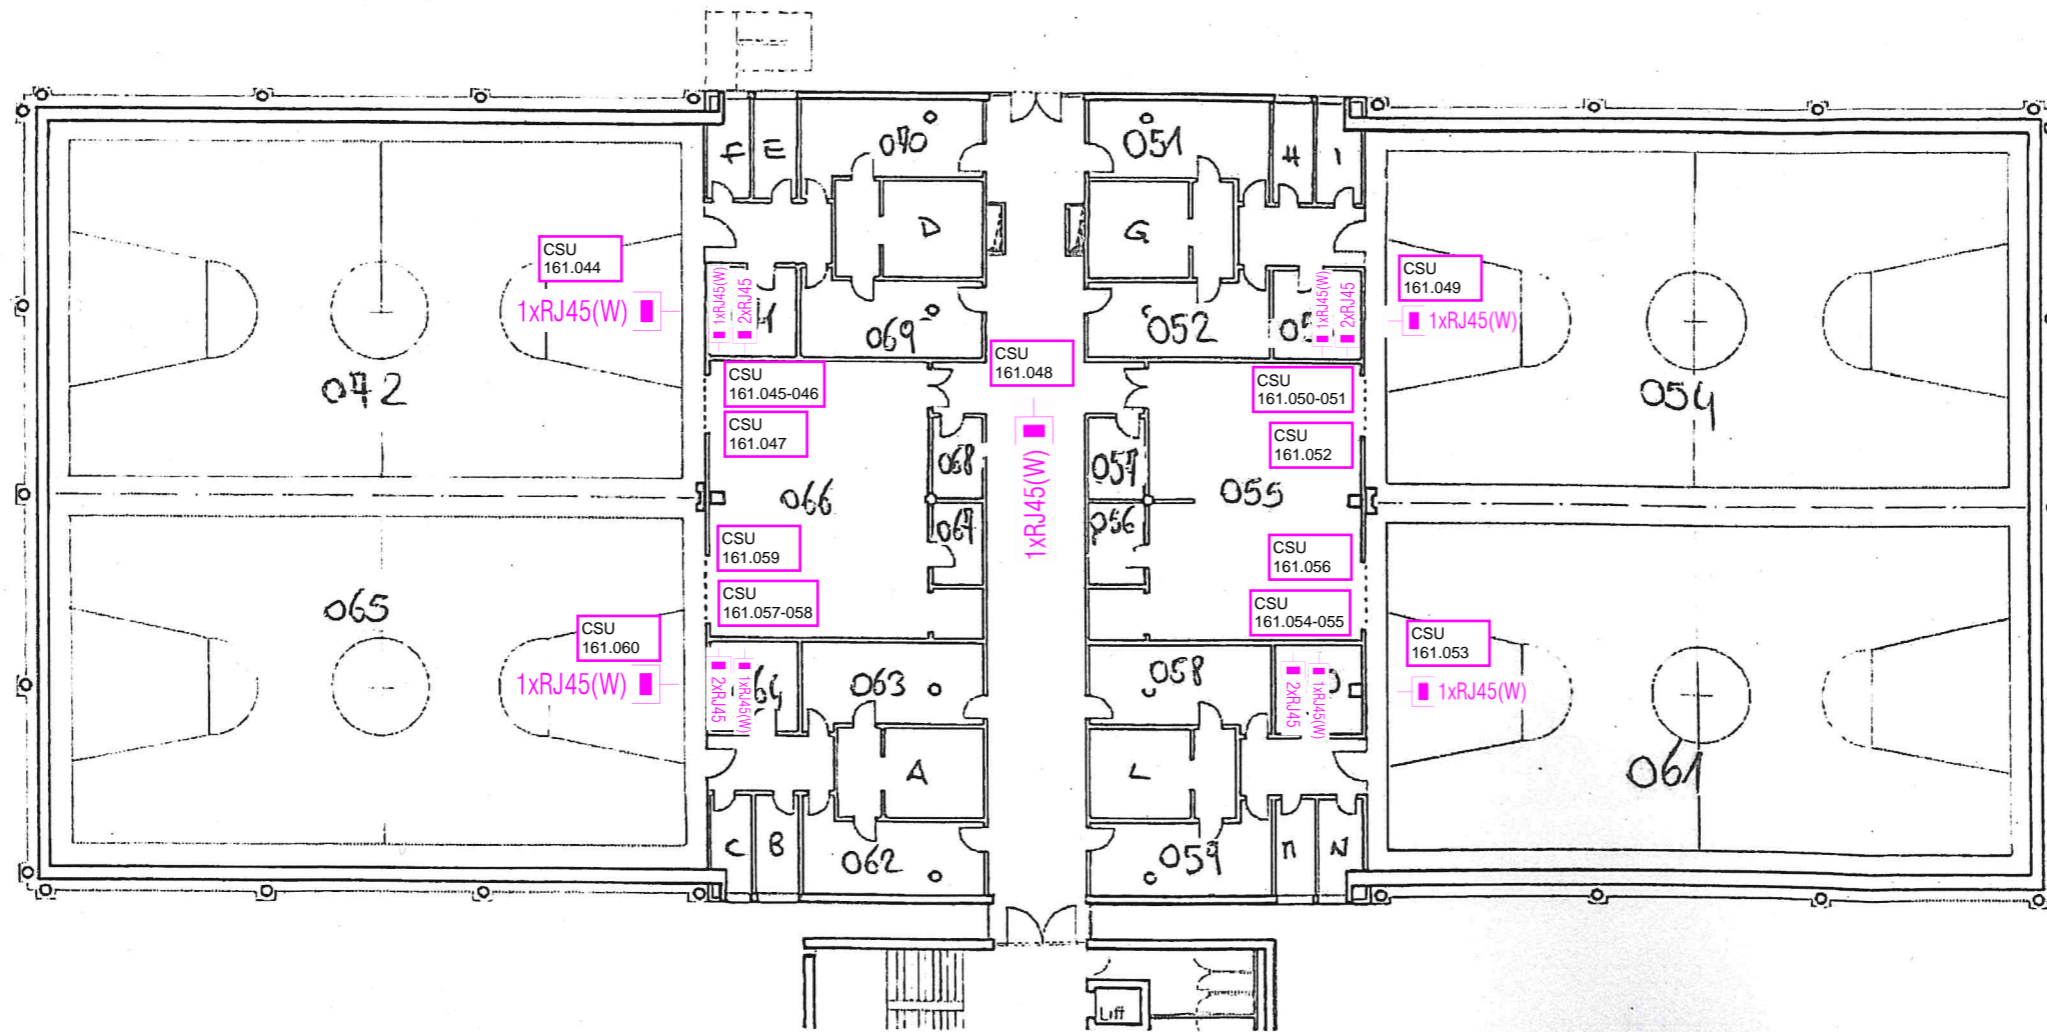 F
E
070
051
H
I
D
G
CSU
161.044
CSU
161.049
1xRJ45(W)
1xRJ45(W)
2xRJ45
069
052
1xRJ45(W)
2xRJ45
1xRJ45(W)
072
CSU
161.045-046
CSU
161.048
CSU
161.050-051
054
CSU
161.047
CSU
161.052
068
057
066
1xRJ45(W)
055
067
056
CSU
161.059
CSU
161.056
065
CSU
161.057-058
CSU
161.054-055
CSU
161.060
CSU
161.053
1xRJ45(W)
2xRJ45
1xRJ45(W)
063
058
2xRJ45
1xRJ45(W)
1xRJ45(W)
A
L
061
C
B
062
059
N
Lift